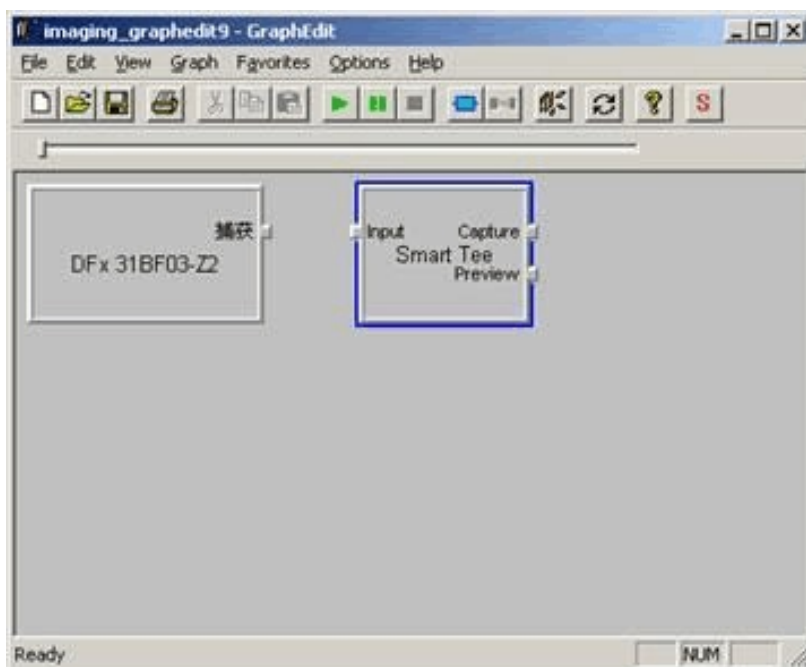 imaging_graphedit9 - GraphEdit
File Edit View Graph Favorites Options Help
S
捕获
DFx 31BF03-Z2
Input Capture
Smart Tee
Preview
Ready NUM